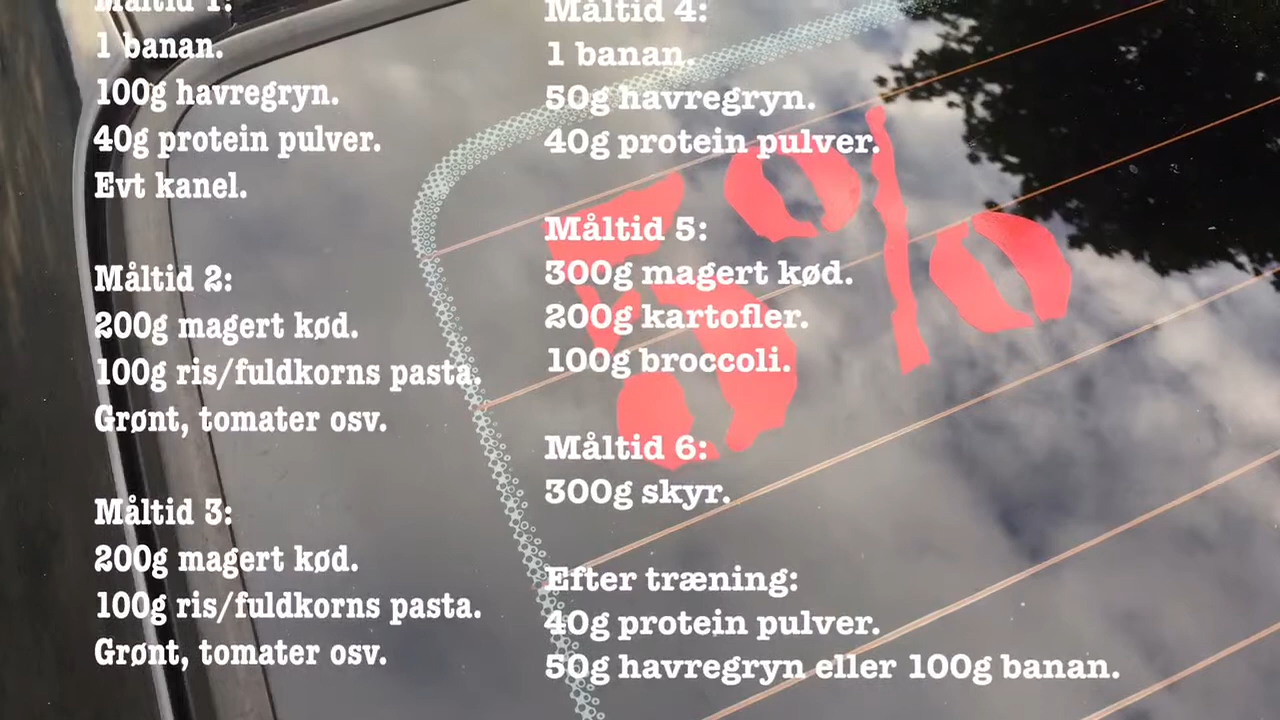 Måltid 1:
1 banan.
100g havregryn.
40g protein pulver.
Evt kanel.
Måltid 2:
200g magert kød.
100g ris/fuldkorns pasta.
Grønt, tomater osv.
Måltid 3:
200g magert kød.
100g ris/fuldkorns pasta.
Grønt, tomater osv.
Måltid 4:
1 banan.
50g havregryn.
40g protein pulver.
Måltid 5:
300g magert kød.
200g kartofler.
100g broccoli.
Måltid 6:
300g skyr.
Efter træning:
40g protein pulver.
50g havregryn eller 100g banan.
5%